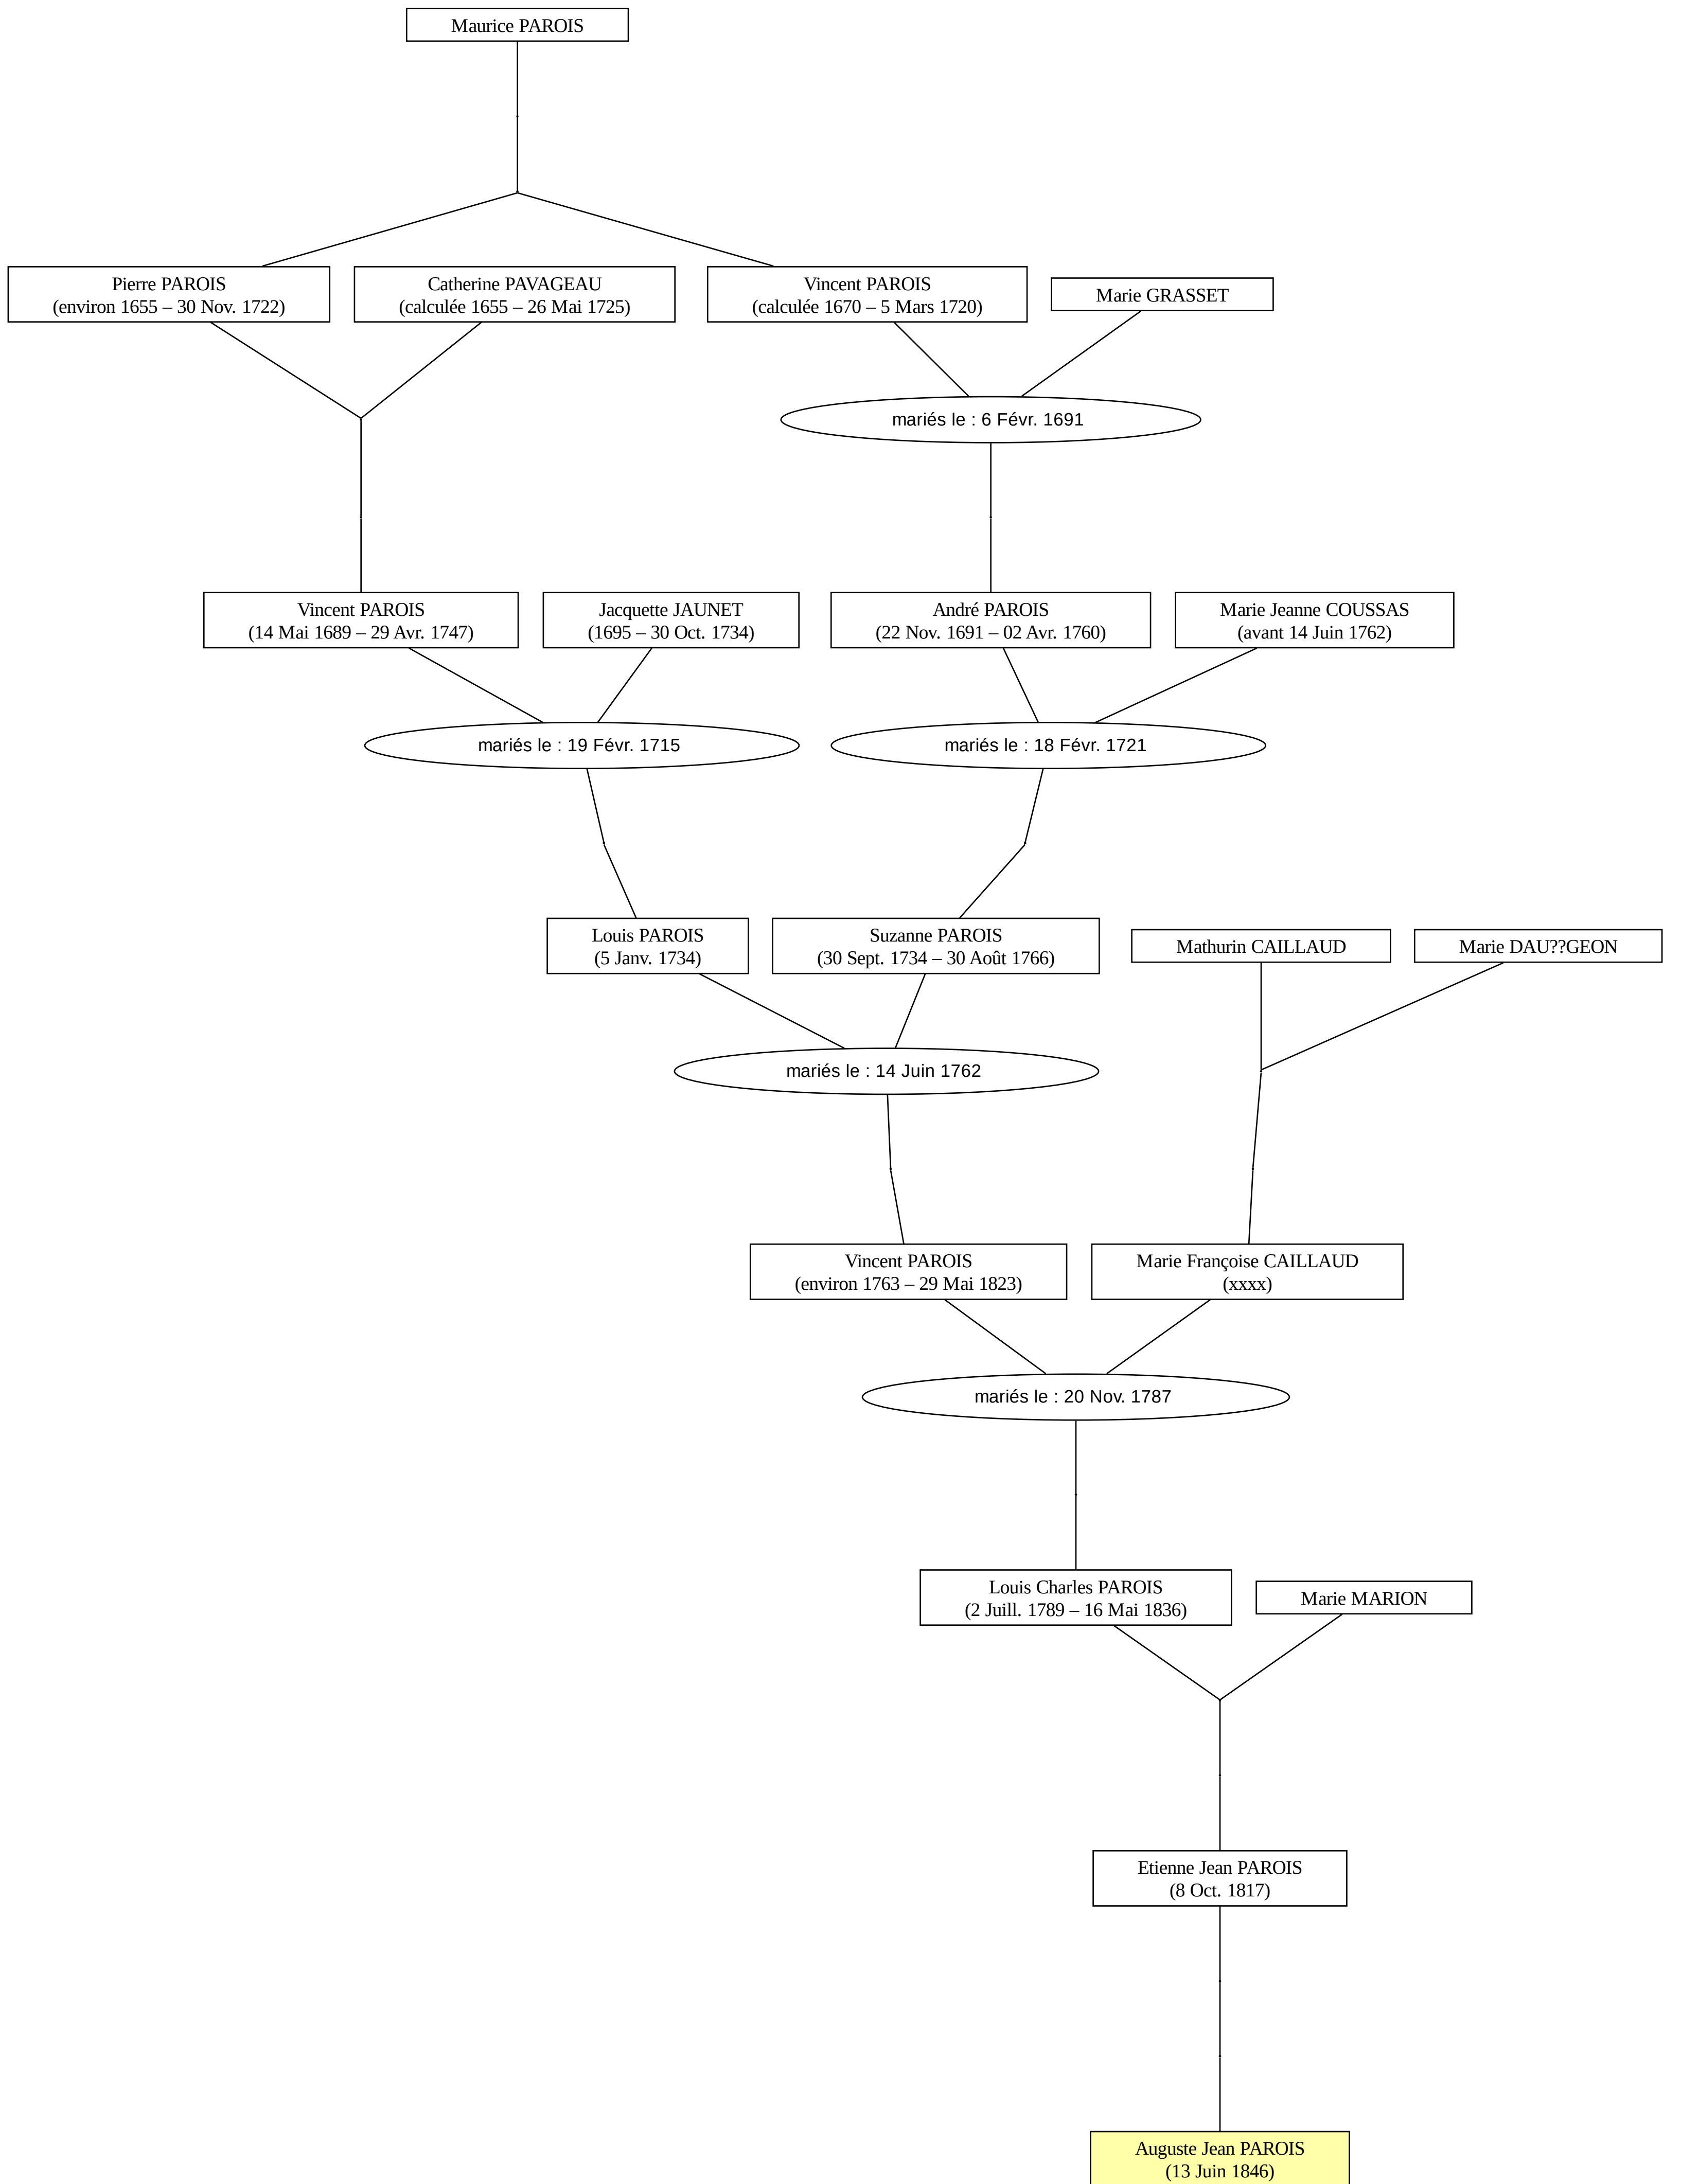 Maurice PAROIS
Pierre PAROIS
(environ 1655 – 30 Nov. 1722)
Catherine PAVAGEAU
(calculée 1655 – 26 Mai 1725)
Vincent PAROIS
(calculée 1670 – 5 Mars 1720)
Marie GRASSET
mariés le : 6 Févr. 1691
Vincent PAROIS
(14 Mai 1689 – 29 Avr. 1747)
Jacquette JAUNET
(1695 – 30 Oct. 1734)
André PAROIS
(22 Nov. 1691 – 02 Avr. 1760)
Marie Jeanne COUSSAS
(avant 14 Juin 1762)
mariés le : 19 Févr. 1715
mariés le : 18 Févr. 1721
Louis PAROIS
(5 Janv. 1734)
Suzanne PAROIS
(30 Sept. 1734 – 30 Août 1766)
Mathurin CAILLAUD
Marie DAU??GEON
mariés le : 14 Juin 1762
Vincent PAROIS
(environ 1763 – 29 Mai 1823)
Marie Françoise CAILLAUD
(xxxx)
mariés le : 20 Nov. 1787
Louis Charles PAROIS
(2 Juill. 1789 – 16 Mai 1836)
Marie MARION
Etienne Jean PAROIS
(8 Oct. 1817)
Auguste Jean PAROIS
(13 Juin 1846)